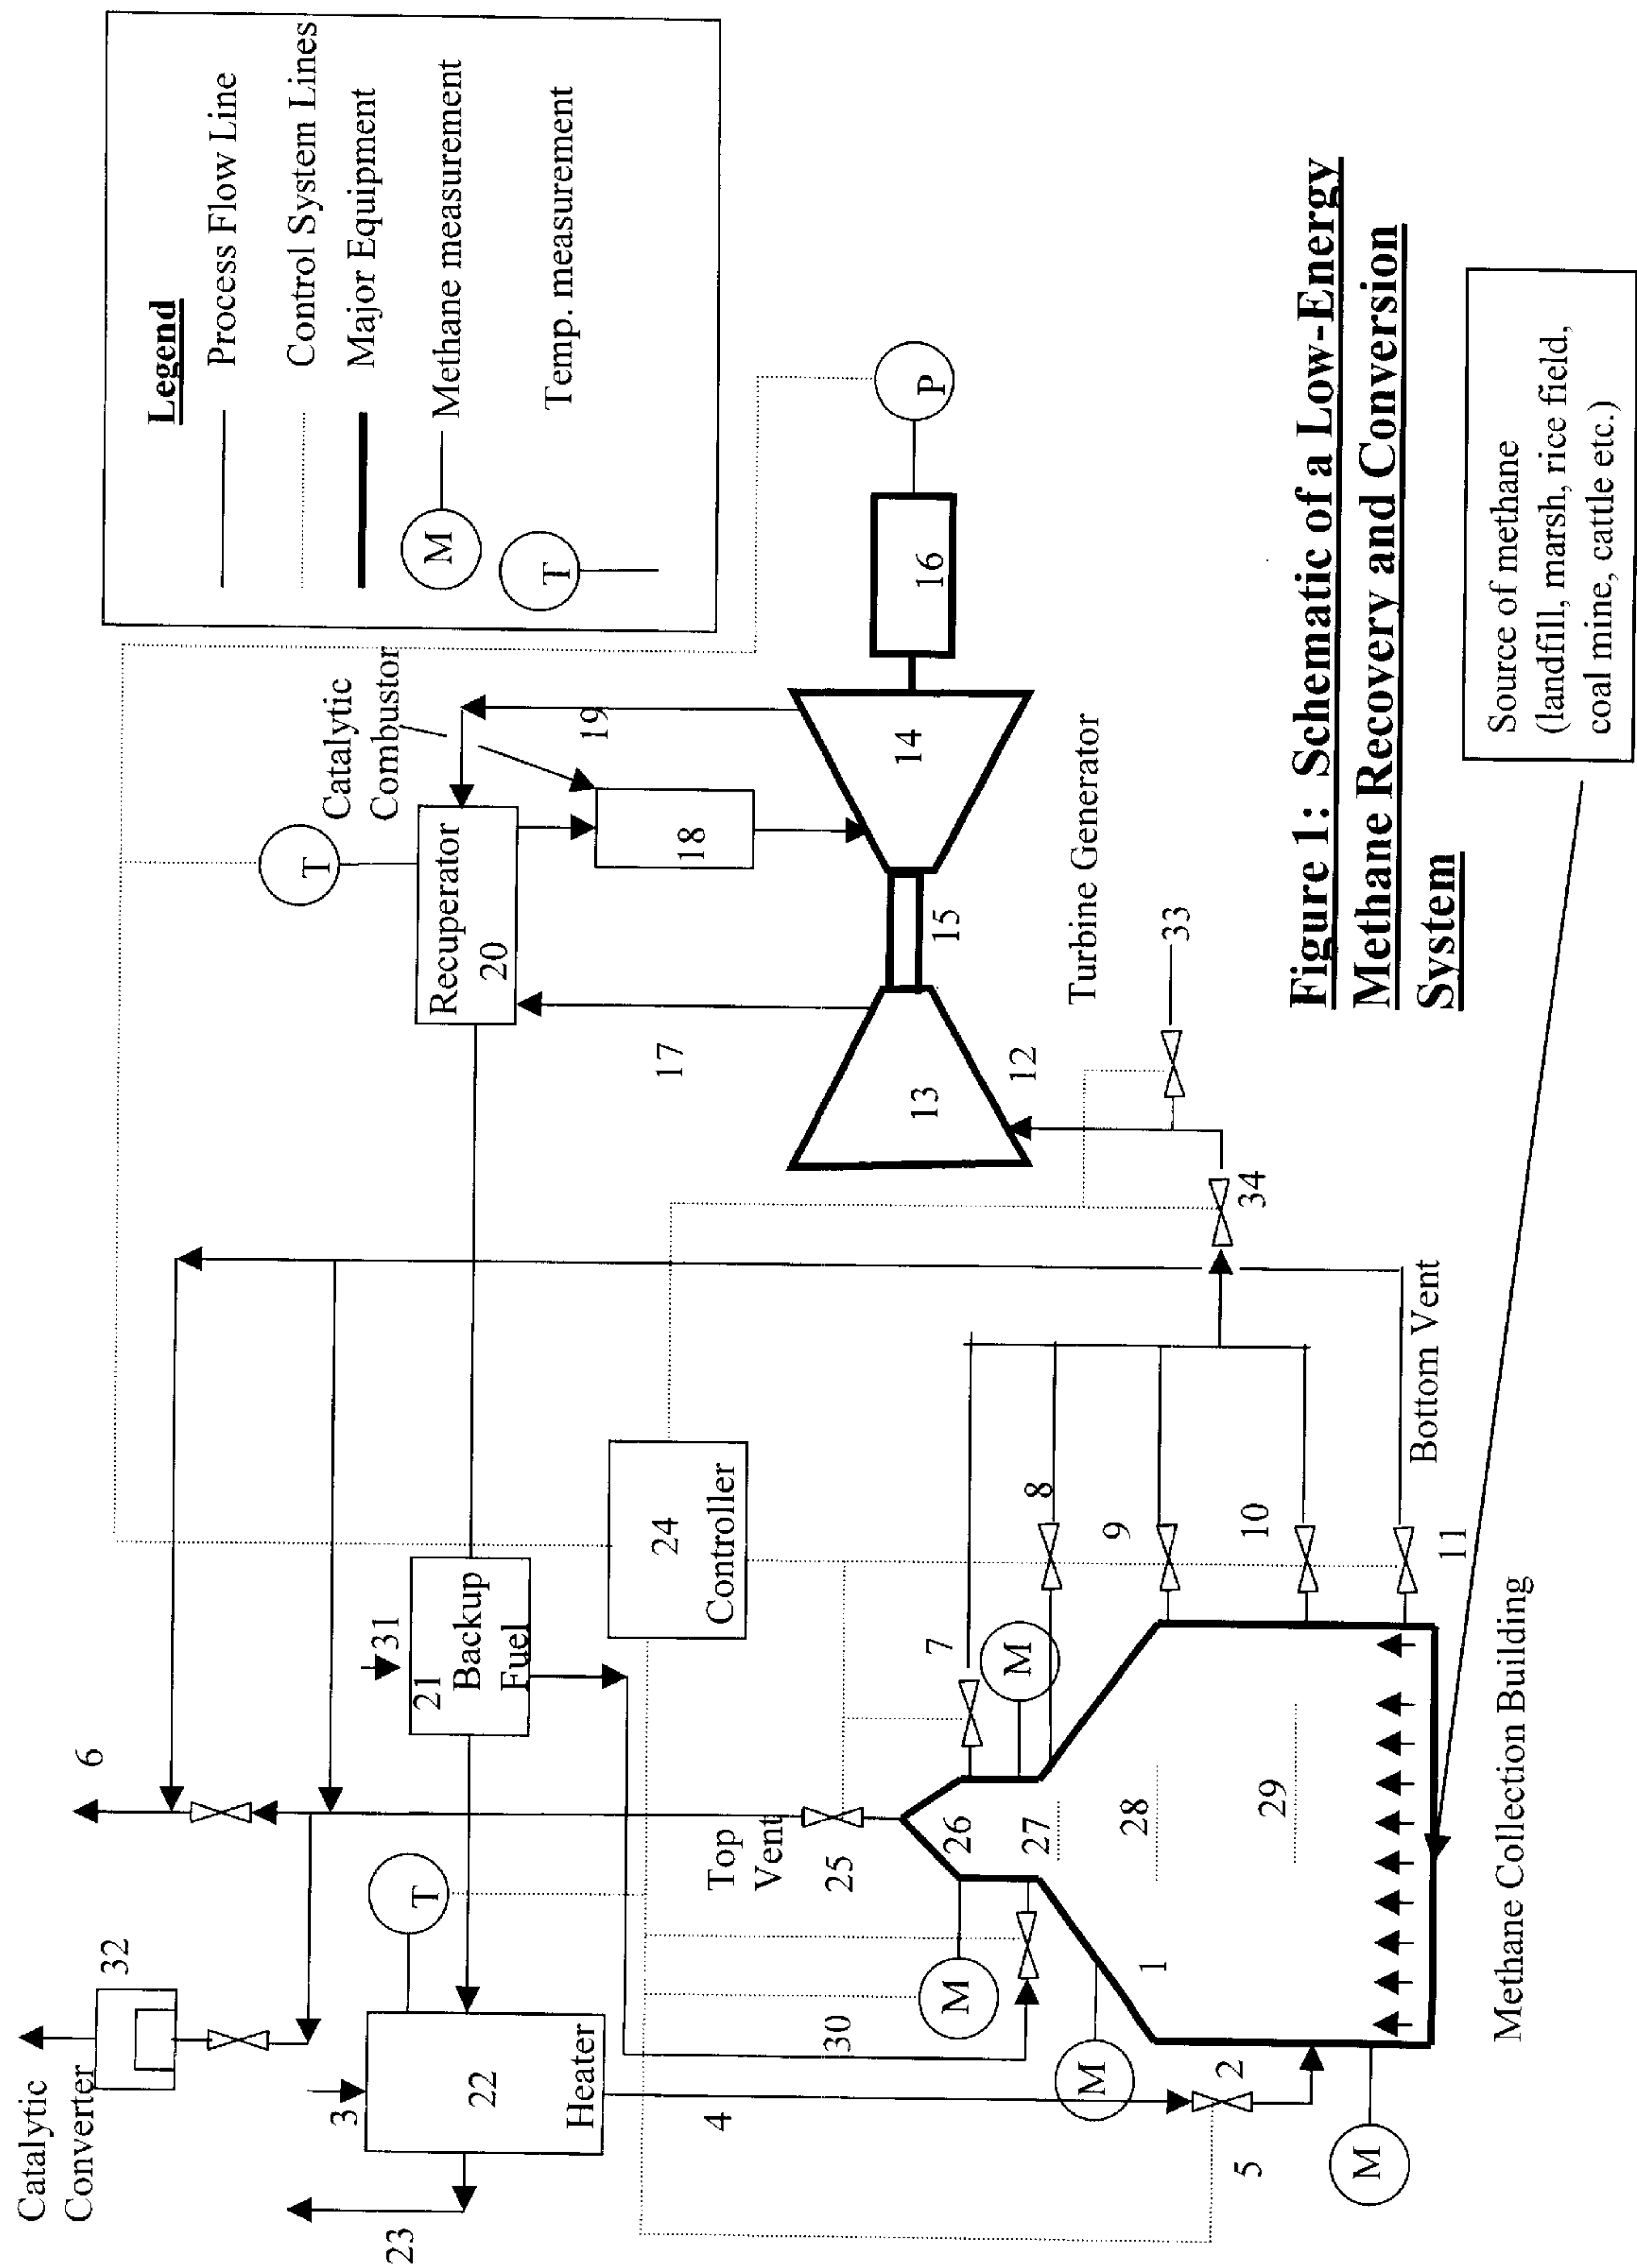 Catalytic
Converter
32
6
23
3
22
Heater
T
4
5
2
M
M
M
30
Top
Vent
25
31
21
Backup
Fuel
24
Controller
7
M
8
9
10
11
Bottom Vent
26
27
28
29
1
Methane Collection Building
Recuperator
20
T
Catalytic
Combustor
19
18
17
13
15
14
16
P
12
Turbine Generator
33
34
Legend
Process Flow Line
Control System Lines
Major Equipment
M
Methane measurement
T
Temp. measurement
Figure 1: Schematic of a Low-Energy
Methane Recovery and Conversion
System
Source of methane
(landfill, marsh, rice field,
coal mine, cattle etc.)